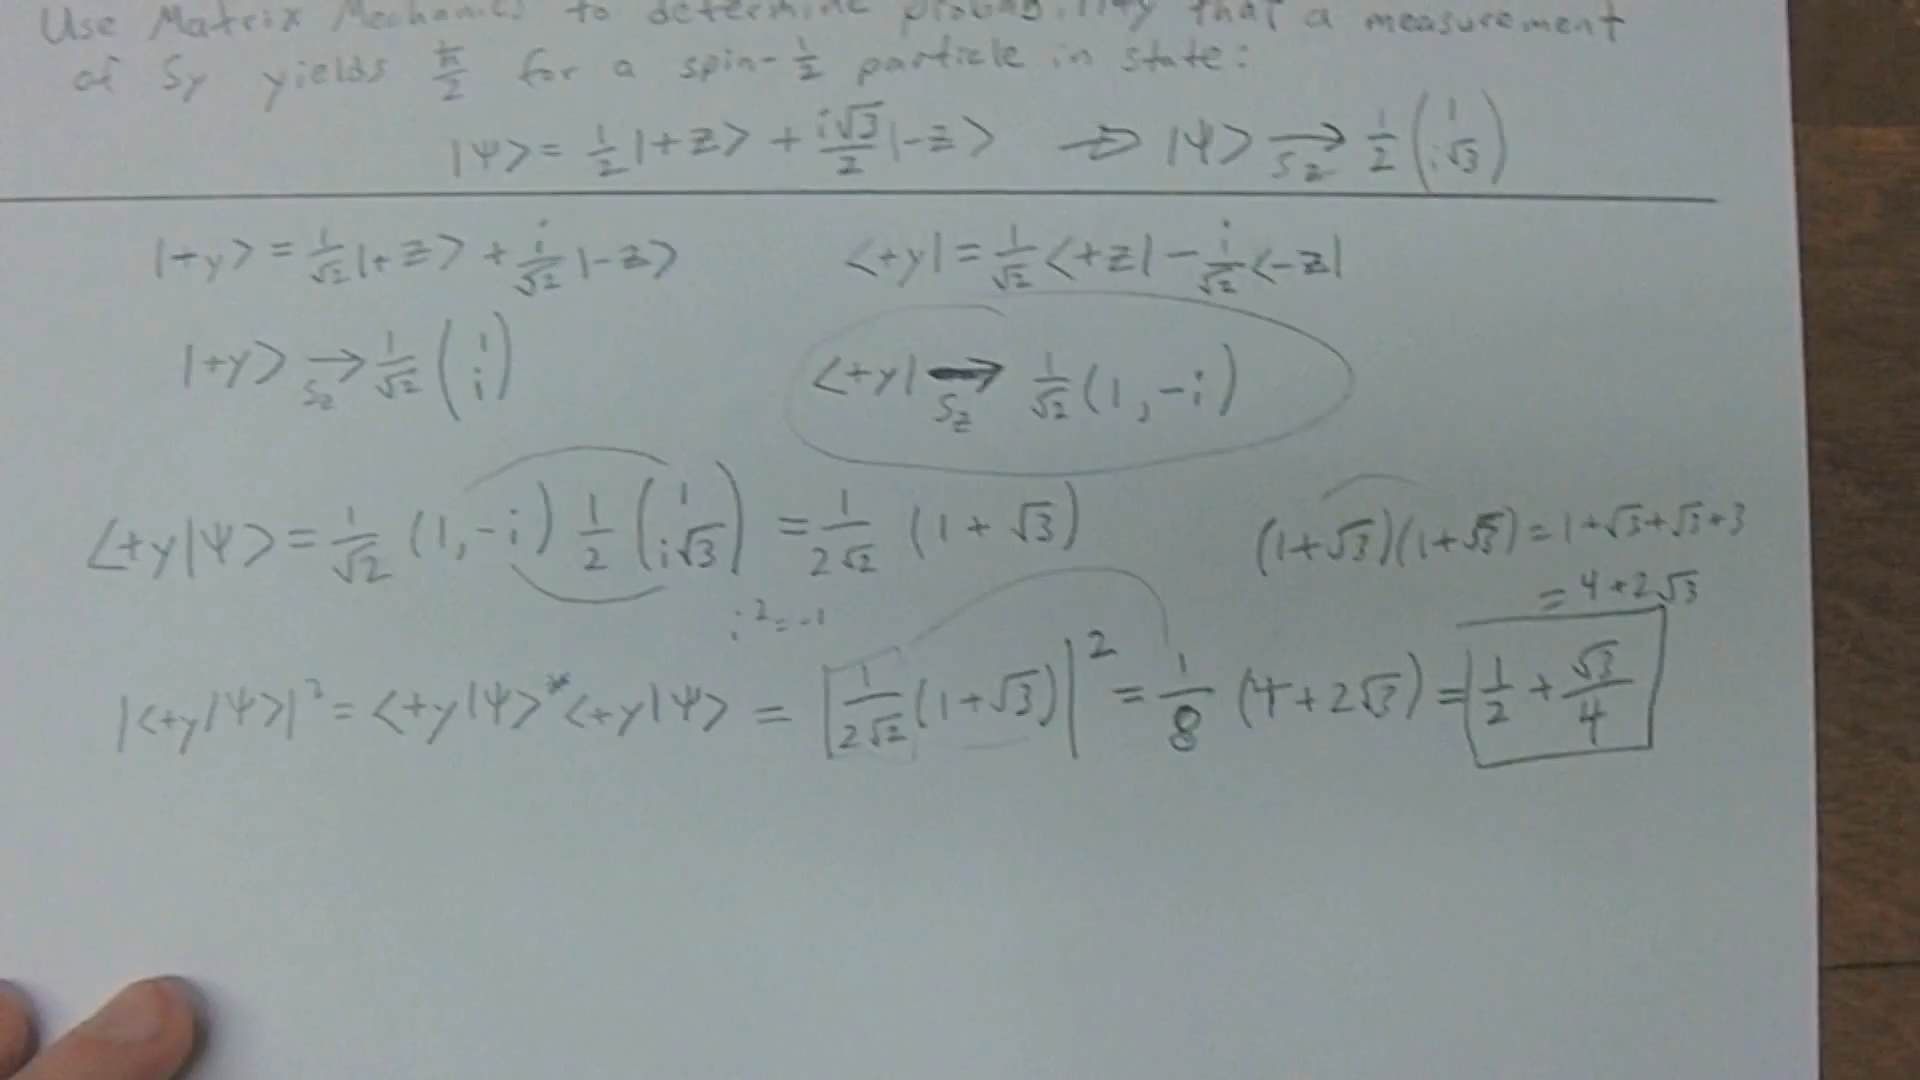 Use Matrix Mechanics to determine probability that a measurement
of Sy yields ħ/2 for a spin-1/2 particle in state:
|Ψ> = 1/2 |+z> + i√3/2 |-z> ⇒ |Ψ> →Sz 1/2 (1 i√3)
|+y> = 1/√2 |+z> + i/√2 |-z> <+y| = 1/√2 <+z| - i/√2 <-z|
|+y> →Sz 1/√2 (1 i) <+y| →Sz 1/√2 (1, -i)
<+y|Ψ> = 1/√2 (1, -i) 1/2 (1 i√3) = 1/2√2 (1 + √3) (1+√3)(1+√3) = 1+√3+√3+3
= 4+2√3
i² = -1
|<+y|Ψ>|² = <+y|Ψ>* <+y|Ψ> = |1/2√2 (1+√3)|² = 1/8 (4+2√3) = 1/2 + √3/4